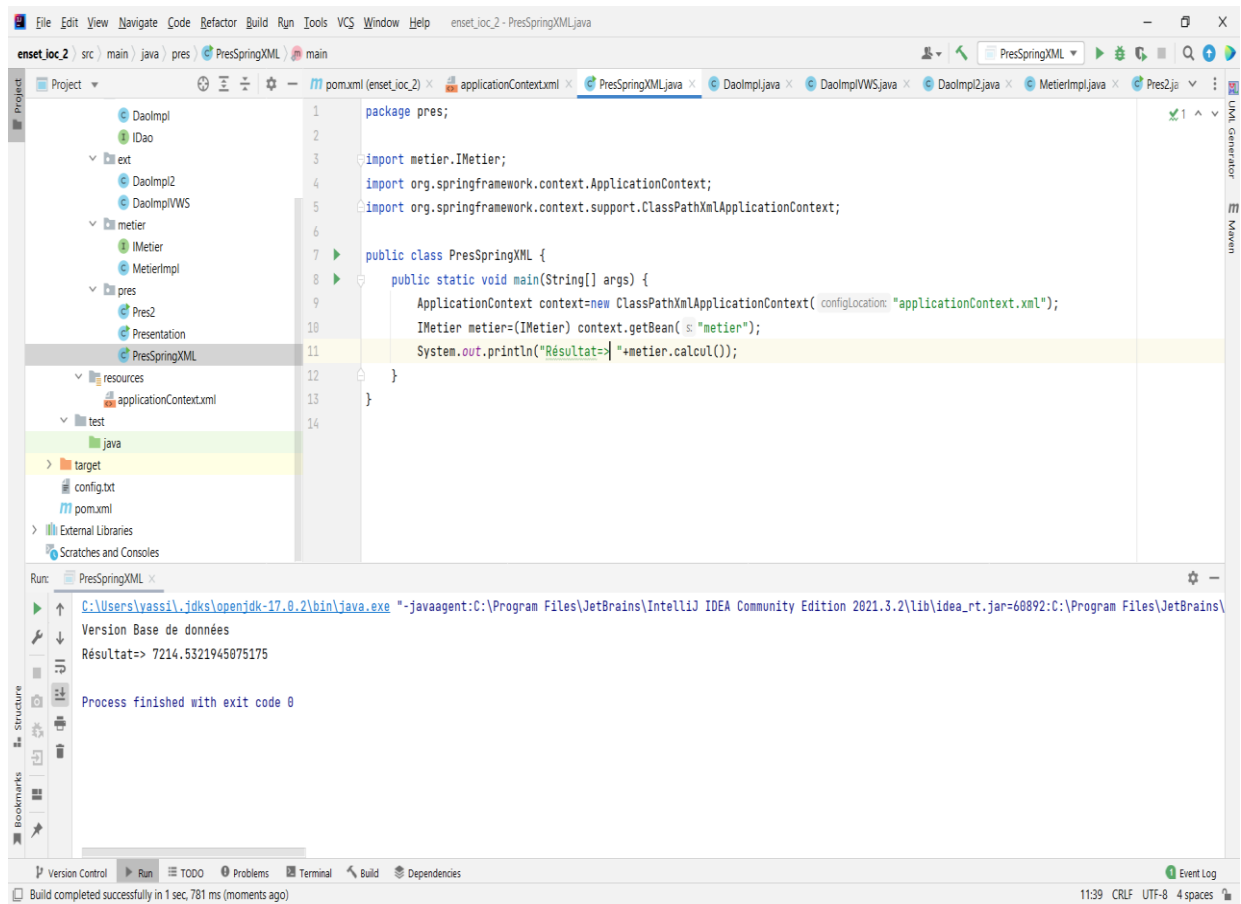 File Edit View Navigate Code Refactor Build Run Tools VCS Window Help enset_ioc_2 - PresSpringXML.java
enset_ioc_2 src main java pres PresSpringXML main
PresSpringXML
Project
pom.xml (enset_ioc_2) applicationContext.xml PresSpringXML.java DaoImpl.java DaoImplVWS.java DaoImpl2.java MetierImpl.java Pres2.ja
Project
DaoImpl
IDao
ext
DaoImpl2
DaoImplVWS
metier
IMetier
MetierImpl
pres
Pres2
Presentation
PresSpringXML
resources
applicationContext.xml
test
java
target
config.txt
pom.xml
External Libraries
Scratches and Consoles
1 package pres;
2
3 import metier.IMetier;
4 import org.springframework.context.ApplicationContext;
5 import org.springframework.context.support.ClassPathXmlApplicationContext;
6
7 public class PresSpringXML {
8 public static void main(String[] args) {
9 ApplicationContext context=new ClassPathXmlApplicationContext( configLocation: "applicationContext.xml");
10 IMetier metier=(IMetier) context.getBean( s: "metier");
11 System.out.println("Résultat=> "+metier.calcul());
12 }
13 }
14
1
UML Generator
Maven
Run: PresSpringXML
C:\Users\yassi\.jdks\openjdk-17.0.2\bin\java.exe "-javaagent:C:\Program Files\JetBrains\IntelliJ IDEA Community Edition 2021.3.2\lib\idea_rt.jar=60892:C:\Program Files\JetBrains\
Version Base de données
Résultat=> 7214.5321945075175
Process finished with exit code 0
Structure
Bookmarks
Version Control Run TODO Problems Terminal Build Dependencies 1 Event Log
Build completed successfully in 1 sec, 781 ms (moments ago) 11:39 CRLF UTF-8 4 spaces